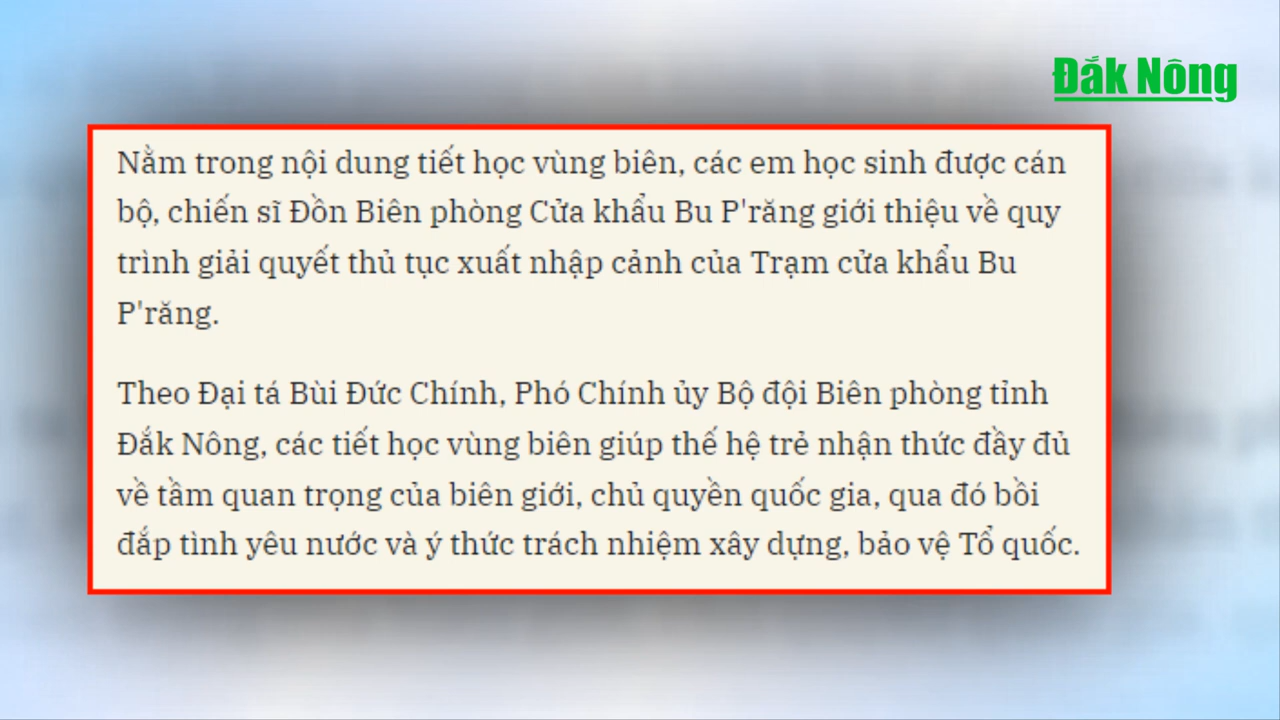 Đắk Nông
Nằm trong nội dung tiết học vùng biên, các em học sinh được cán
bộ, chiến sĩ Đồn Biên phòng Cửa khẩu Bu P'răng giới thiệu về quy
trình giải quyết thủ tục xuất nhập cảnh của Trạm cửa khẩu Bu
P'răng.
Theo Đại tá Bùi Đức Chính, Phó Chính ủy Bộ đội Biên phòng tỉnh
Đắk Nông, các tiết học vùng biên giúp thế hệ trẻ nhận thức đầy đủ
về tầm quan trọng của biên giới, chủ quyền quốc gia, qua đó bồi
đắp tình yêu nước và ý thức trách nhiệm xây dựng, bảo vệ Tổ quốc.